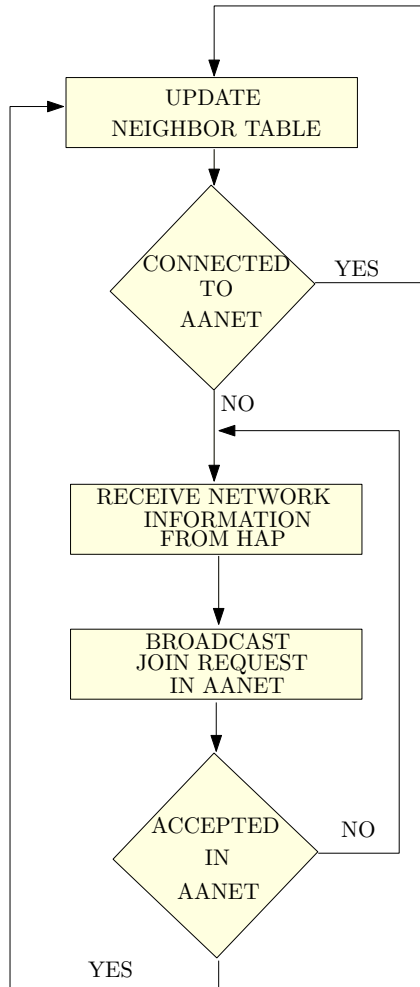 UPDATE
NEIGHBOR TABLE
CONNECTED
TO
AANET
YES
NO
RECEIVE NETWORK
INFORMATION
FROM HAP
BROADCAST
JOIN REQUEST
IN AANET
ACCEPTED
IN
AANET
NO
YES